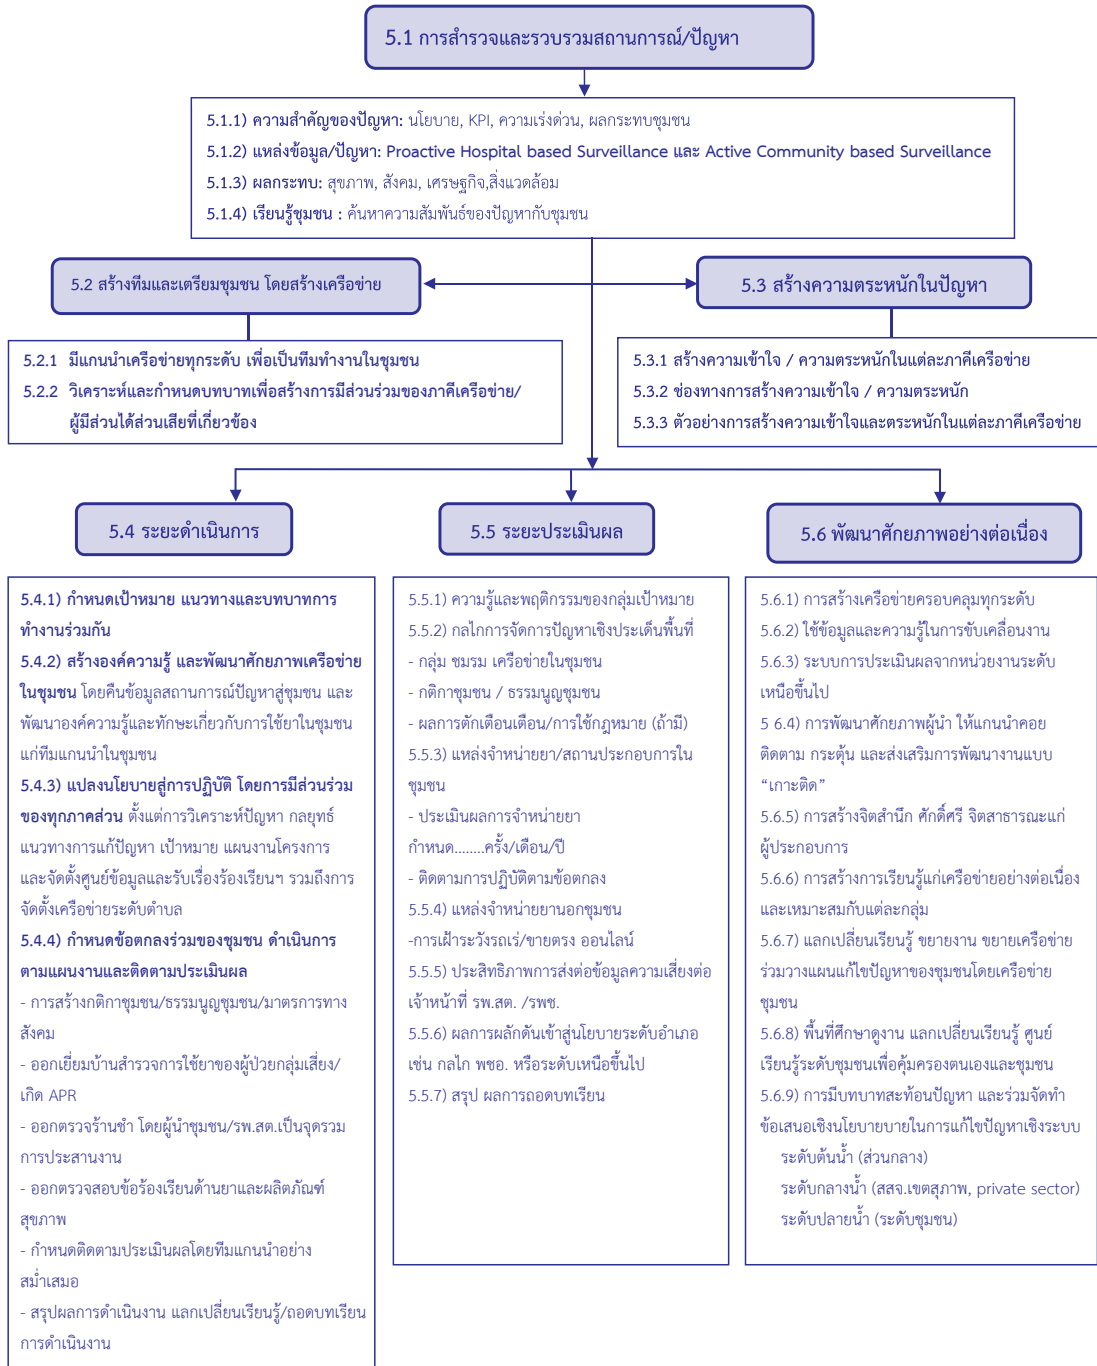 5.1 การสำรวจและรวบรวมสถานการณ์/ปัญหา
5.1.1) ความสำคัญของปัญหา: นโยบาย, KPI, ความเร่งด่วน, ผลกระทบชุมชน
5.1.2) แหล่งข้อมูล/ปัญหา: Proactive Hospital based Surveillance และ Active Community based Surveillance
5.1.3) ผลกระทบ: สุขภาพ, สังคม, เศรษฐกิจ,สิ่งแวดล้อม
5.1.4) เรียนรู้ชุมชน : ค้นหาความสัมพันธ์ของปัญหากับชุมชน
5.2 สร้างทีมและเตรียมชุมชน โดยสร้างเครือข่าย
5.2.1 มีแกนนำเครือข่ายทุกระดับ เพื่อเป็นทีมทำงานในชุมชน
5.2.2 วิเคราะห์และกำหนดบทบาทเพื่อสร้างการมีส่วนร่วมของภาคีเครือข่าย/
ผู้มีส่วนได้ส่วนเสียที่เกี่ยวข้อง
5.3 สร้างความตระหนักในปัญหา
5.3.1 สร้างความเข้าใจ / ความตระหนักในแต่ละภาคีเครือข่าย
5.3.2 ช่องทางการสร้างความเข้าใจ / ความตระหนัก
5.3.3 ตัวอย่างการสร้างความเข้าใจและตระหนักในแต่ละภาคีเครือข่าย
5.4 ระยะดำเนินการ
5.4.1) กำหนดเป้าหมาย แนวทางและบทบาทการ
ทำงานร่วมกัน
5.4.2) สร้างองค์ความรู้ และพัฒนาศักยภาพเครือข่าย
ในชุมชน โดยคืนข้อมูลสถานการณ์ปัญหาสู่ชุมชน และ
พัฒนาองค์ความรู้และทักษะเกี่ยวกับการใช้ยาในชุมชน
แก่ทีมแกนนำในชุมชน
5.4.3) แปลงนโยบายสู่การปฏิบัติ โดยการมีส่วนร่วม
ของทุกภาคส่วน ตั้งแต่การวิเคราะห์ปัญหา กลยุทธ์
แนวทางการแก้ปัญหา เป้าหมาย แผนงานโครงการ
และจัดตั้งศูนย์ข้อมูลและรับเรื่องร้องเรียนฯ รวมถึงการ
จัดตั้งเครือข่ายระดับตำบล
5.4.4) กำหนดข้อตกลงร่วมของชุมชน ดำเนินการ
ตามแผนงานและติดตามประเมินผล
- การสร้างกติกาชุมชน/ธรรมนูญชุมชน/มาตรการทาง
สังคม
- ออกเยี่ยมบ้านสำรวจการใช้ยาของผู้ป่วยกลุ่มเสี่ยง/
เกิด APR
- ออกตรวจร้านชำ โดยผู้นำชุมชน/รพ.สต.เป็นจุดรวม
การประสานงาน
- ออกตรวจสอบข้อร้องเรียนด้านยาและผลิตภัณฑ์
สุขภาพ
- กำหนดติดตามประเมินผลโดยทีมแกนนำอย่าง
สม่ำเสมอ
- สรุปผลการดำเนินงาน แลกเปลี่ยนเรียนรู้/ถอดบทเรียน
การดำเนินงาน
5.5 ระยะประเมินผล
5.5.1) ความรู้และพฤติกรรมของกลุ่มเป้าหมาย
5.5.2) กลไกการจัดการปัญหาเชิงประเด็นพื้นที่
- กลุ่ม ชมรม เครือข่ายในชุมชน
- กติกาชุมชน / ธรรมนูญชุมชน
- ผลการตักเตือนเตือน/การใช้กฎหมาย (ถ้ามี)
5.5.3) แหล่งจำหน่ายยา/สถานประกอบการใน
ชุมชน
- ประเมินผลการจำหน่ายยา
กำหนด........ครั้ง/เดือน/ปี
- ติดตามการปฏิบัติตามข้อตกลง
5.5.4) แหล่งจำหน่ายยานอกชุมชน
-การเฝ้าระวังรถเร่/ขายตรง ออนไลน์
5.5.5) ประสิทธิภาพการส่งต่อข้อมูลความเสี่ยงต่อ
เจ้าหน้าที่ รพ.สต. /รพช.
5.5.6) ผลการผลักดันเข้าสู่นโยบายระดับอำเภอ
เช่น กลไก พชอ. หรือระดับเหนือขึ้นไป
5.5.7) สรุป ผลการถอดบทเรียน
5.6 พัฒนาศักยภาพอย่างต่อเนื่อง
5.6.1) การสร้างเครือข่ายครอบคลุมทุกระดับ
5.6.2) ใช้ข้อมูลและความรู้ในการขับเคลื่อนงาน
5.6.3) ระบบการประเมินผลจากหน่วยงานระดับ
เหนือขึ้นไป
5 6.4) การพัฒนาศักยภาพผู้นำ ให้แกนนำคอย
ติดตาม กระตุ้น และส่งเสริมการพัฒนางานแบบ
“เกาะติด”
5.6.5) การสร้างจิตสำนึก ศักดิ์ศรี จิตสาธารณะแก่
ผู้ประกอบการ
5.6.6) การสร้างการเรียนรู้แก่เครือข่ายอย่างต่อเนื่อง
และเหมาะสมกับแต่ละกลุ่ม
5.6.7) แลกเปลี่ยนเรียนรู้ ขยายงาน ขยายเครือข่าย
ร่วมวางแผนแก้ไขปัญหาของชุมชนโดยเครือข่าย
ชุมชน
5.6.8) พื้นที่ศึกษาดูงาน แลกเปลี่ยนเรียนรู้ ศูนย์
เรียนรู้ระดับชุมชนเพื่อคุ้มครองตนเองและชุมชน
5.6.9) การมีบทบาทสะท้อนปัญหา และร่วมจัดทำ
ข้อเสนอเชิงนโยบายบายในการแก้ไขปัญหาเชิงระบบ
ระดับต้นน้ำ (ส่วนกลาง)
ระดับกลางน้ำ (สสจ.เขตสุภาพ, private sector)
ระดับปลายน้ำ (ระดับชุมชน)